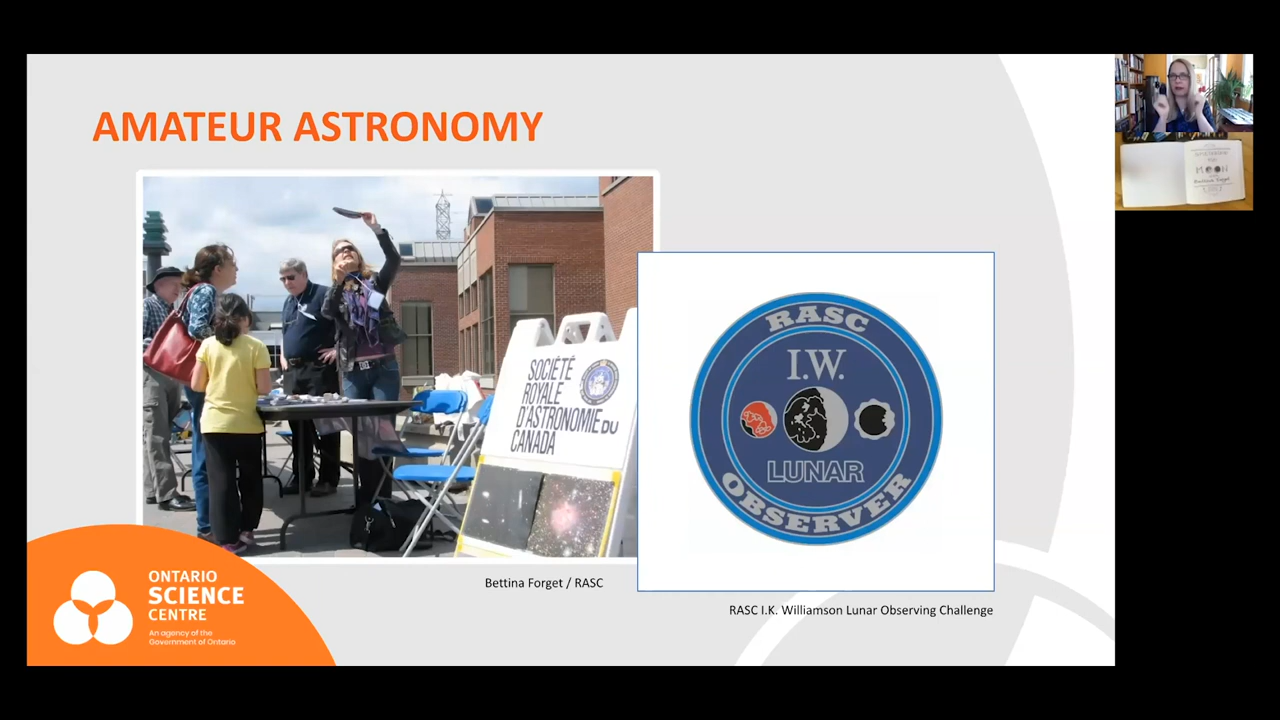 AMATEUR ASTRONOMY
SOCIÉTÉ
ROYALE
D'ASTRONOMIE DU
CANADA
RASC
I.W.
LUNAR
OBSERVER
Bettina Forget / RASC
RASC I.K. Williamson Lunar Observing Challenge
ONTARIO
SCIENCE
CENTRE
An agency of the
Government of Ontario
MOON